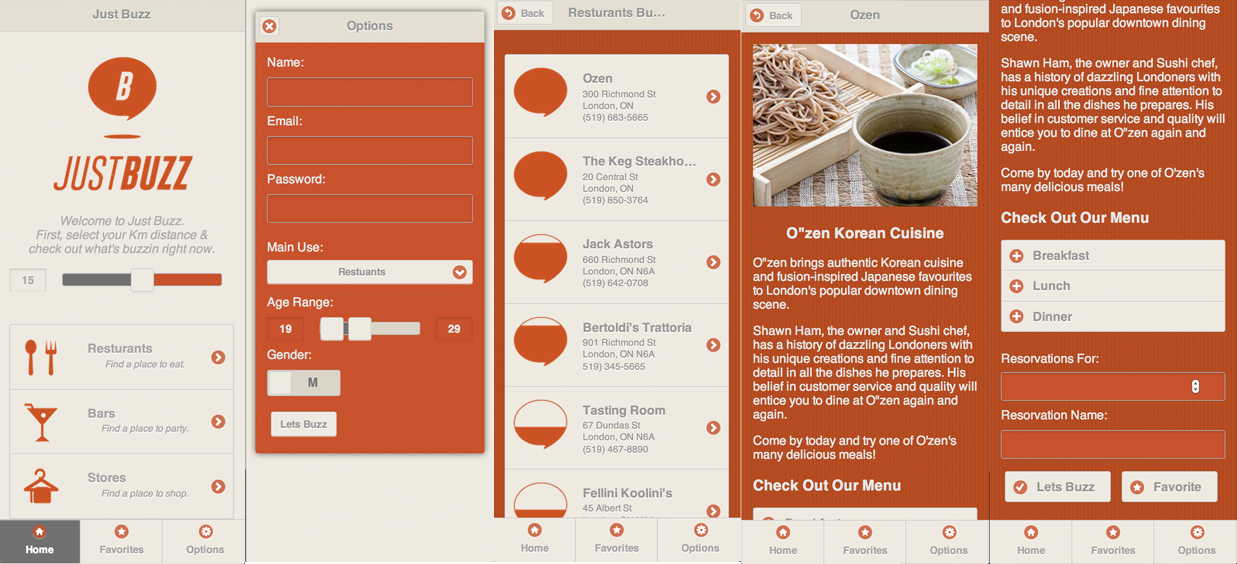 Just Buzz
B
JUSTBUZZ
Welcome to Just Buzz.
First, select your Km distance &
check out what's buzzin right now.
15
Resturants
Find a place to eat.
Bars
Find a place to party.
Stores
Find a place to shop.
Home
Favorites
Options
Options
Name:
Email:
Password:
Main Use:
Restuants
Age Range:
19
29
Gender:
M
Lets Buzz
Back
Resturants Bu...
Ozen
300 Richmond St
London, ON
(519) 663-5665
The Keg Steakho...
20 Central St
London, ON
(519) 850-3764
Jack Astors
660 Richmond St
London, ON N6A
(519) 642-0708
Bertoldi's Trattoria
901 Richmond St
London, ON N6A
519) 345-5665
Tasting Room
67 Dundas St
London, ON N6A
(519) 467-8890
Fellini Koolini's
45 Albert St
Home
Favorites
Options
Back
Ozen
O"zen Korean Cuisine
O"zen brings authentic Korean cuisine
and fusion-inspired Japanese favourites
to London's popular downtown dining
scene.
Shawn Ham, the owner and Sushi chef,
has a history of dazzling Londoners with
his unique creations and fine attention to
detail in all the dishes he prepares. His
belief in customer service and quality will
entice you to dine at O"zen again and
again.
Come by today and try one of O'zen's
many delicious meals!
Check Out Our Menu
Breakfast
Home
Favorites
Options
and fusion-inspired Japanese favourites
to London's popular downtown dining
scene.
Shawn Ham, the owner and Sushi chef,
has a history of dazzling Londoners with
his unique creations and fine attention to
detail in all the dishes he prepares. His
belief in customer service and quality will
entice you to dine at O"zen again and
again.
Come by today and try one of O'zen's
many delicious meals!
Check Out Our Menu
Breakfast
Lunch
Dinner
Resorvations For:
Resorvation Name:
Lets Buzz
Favorite
Home
Favorites
Options